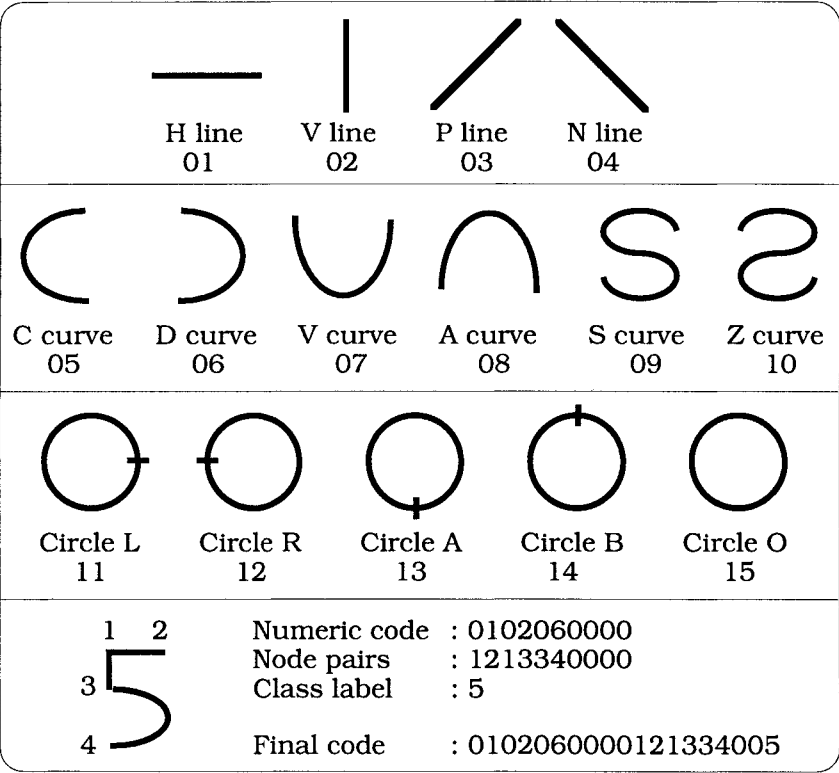 H line V line P line N line
01 02 03 04
C curve D curve V curve A curve S curve Z curve
05 06 07 08 09 10
Circle L Circle R Circle A Circle B Circle O
11 12 13 14 15
1 2 Numeric code : 0102060000
Node pairs : 1213340000
3 Class label : 5
4 Final code : 0102060000121334005